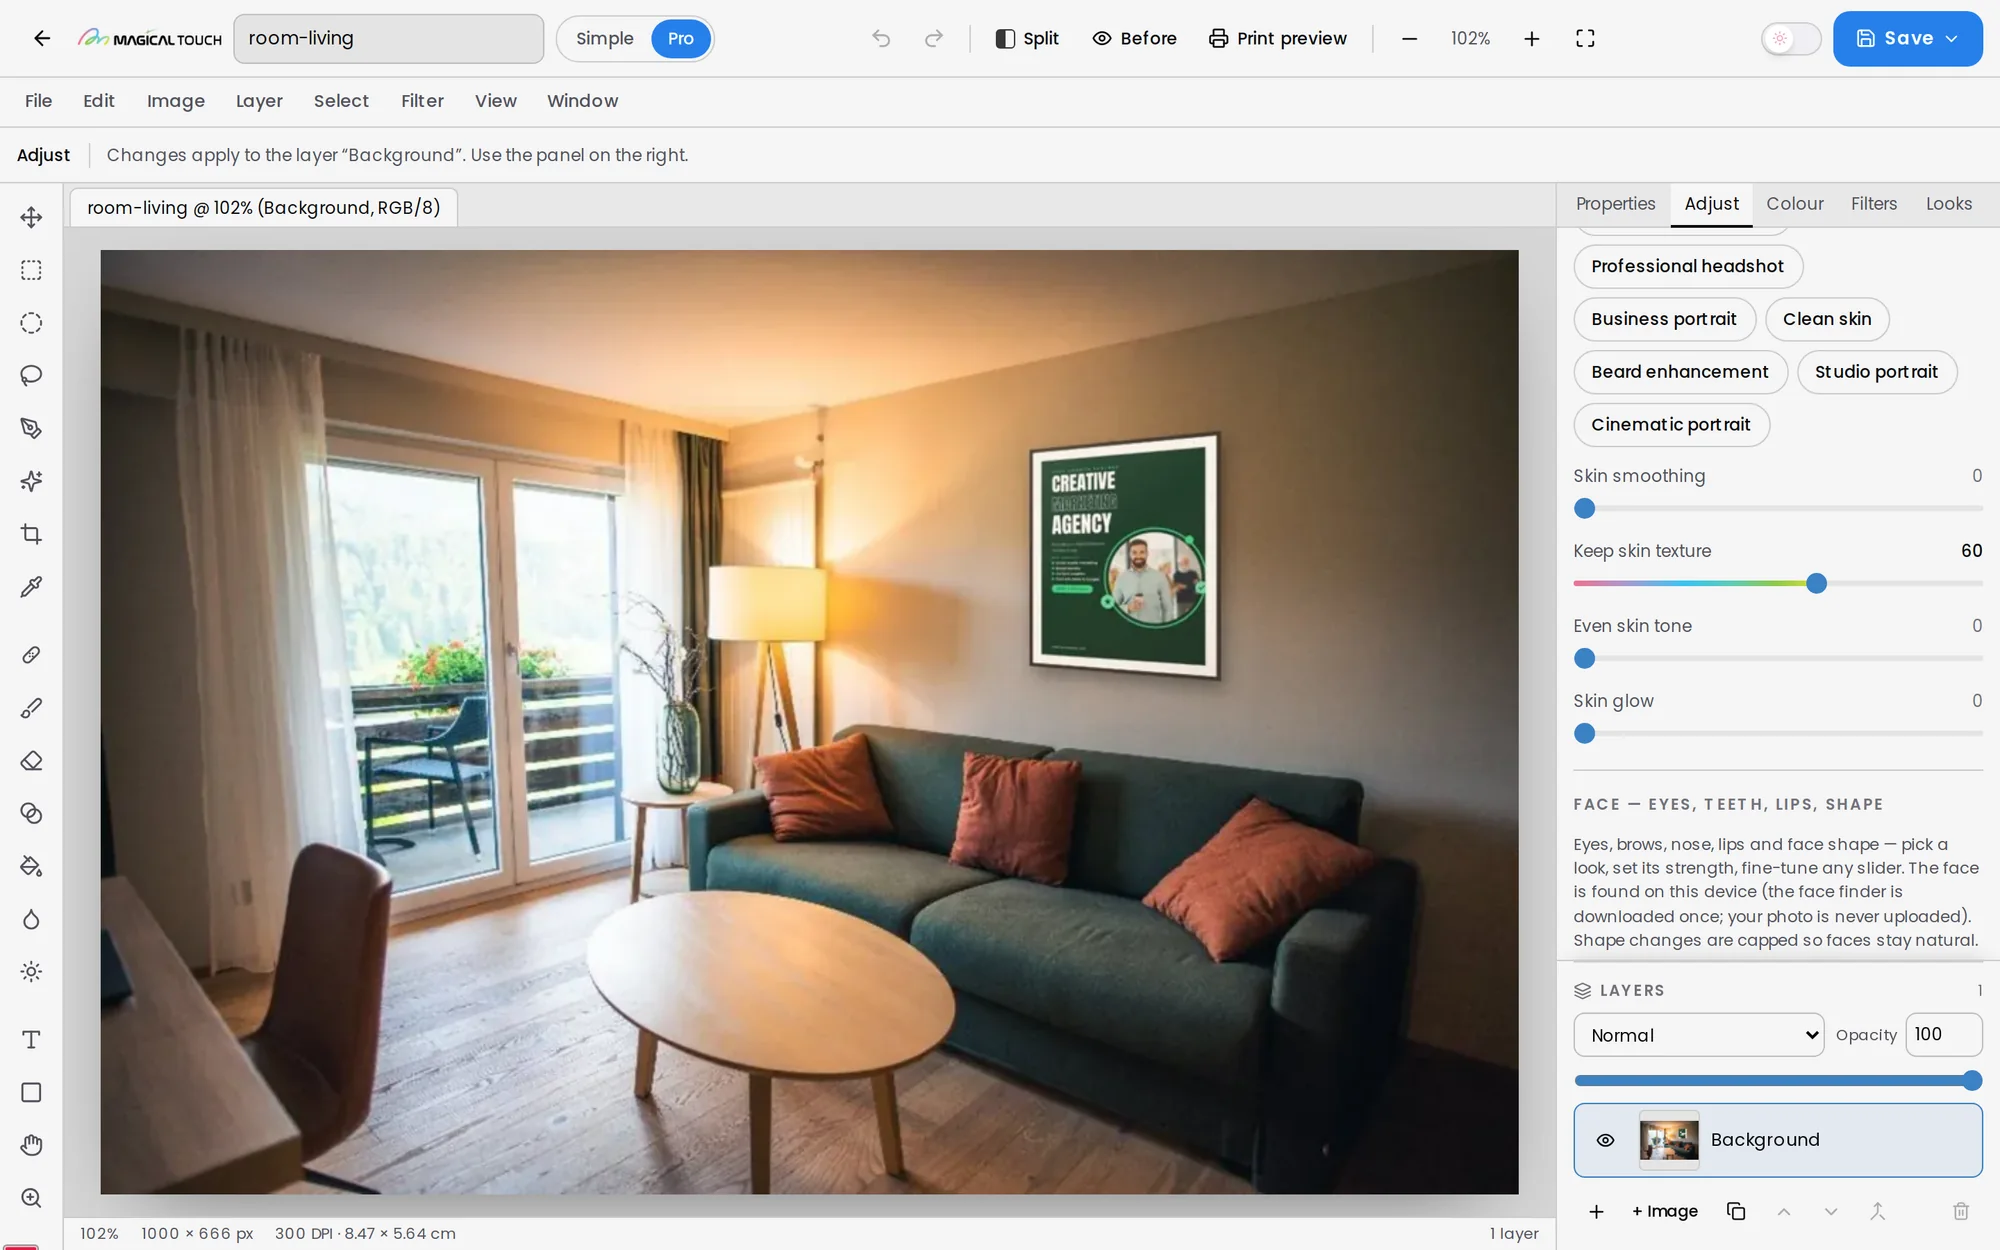 MAGICAL TOUCH
room-living
Simple Pro
Split Before Print preview 102% Save
File Edit Image Layer Select Filter View Window
Adjust Changes apply to the layer “Background”. Use the panel on the right.
room-living @ 102% (Background, RGB/8)
Properties Adjust Colour Filters Looks
Professional headshot
Business portrait Clean skin
Beard enhancement Studio portrait
Cinematic portrait
Skin smoothing 0
Keep skin texture 60
Even skin tone 0
Skin glow 0
FACE — EYES, TEETH, LIPS, SHAPE
Eyes, brows, nose, lips and face shape — pick a
look, set its strength, fine-tune any slider. The face
is found on this device (the face finder is
downloaded once; your photo is never uploaded).
Shape changes are capped so faces stay natural.
LAYERS 1
Normal Opacity 100
Background
+ Image
CREATIVE
MARKETING
AGENCY
102% 1000 × 666 px 300 DPI · 8.47 × 5.64 cm 1 layer